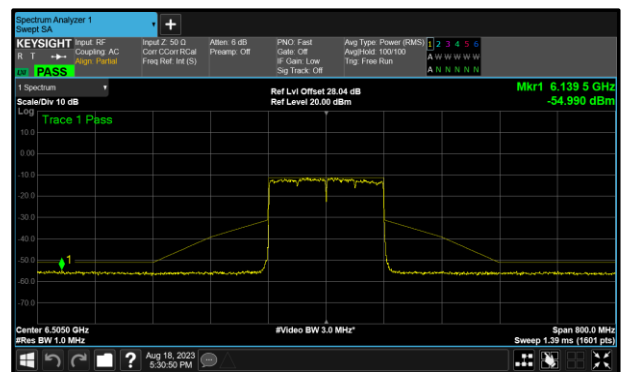 Spectrum Analyzer 1
Swept SA
+
KEYSIGHT Input: RF Input Z: 50 Ω Atten: 6 dB PNO: Fast Avg Type: Power (RMS) 1 2 3 4 5 6
R T Coupling: AC Corr CCorr RCal Preamp: Off Gate: Off Avg|Hold: 100/100 A W W W W W
Align: Partial Freq Ref: Int (S) IF Gain: Low Trig: Free Run
LW PASS Sig Track: Off A N N N N N
1 Spectrum Ref Lvl Offset 28.04 dB Mkr1 6.139 5 GHz
Scale/Div 10 dB Ref Level 20.00 dBm -54.990 dBm
Log Trace 1 Pass
10.0
0.00
-10.0
-20.0
-30.0
-40.0
-50.0
1
-60.0
-70.0
Center 6.5050 GHz #Video BW 3.0 MHz* Span 800.0 MHz
#Res BW 1.0 MHz Sweep 1.39 ms (1601 pts)
? Aug 18, 2023
5:30:50 PM